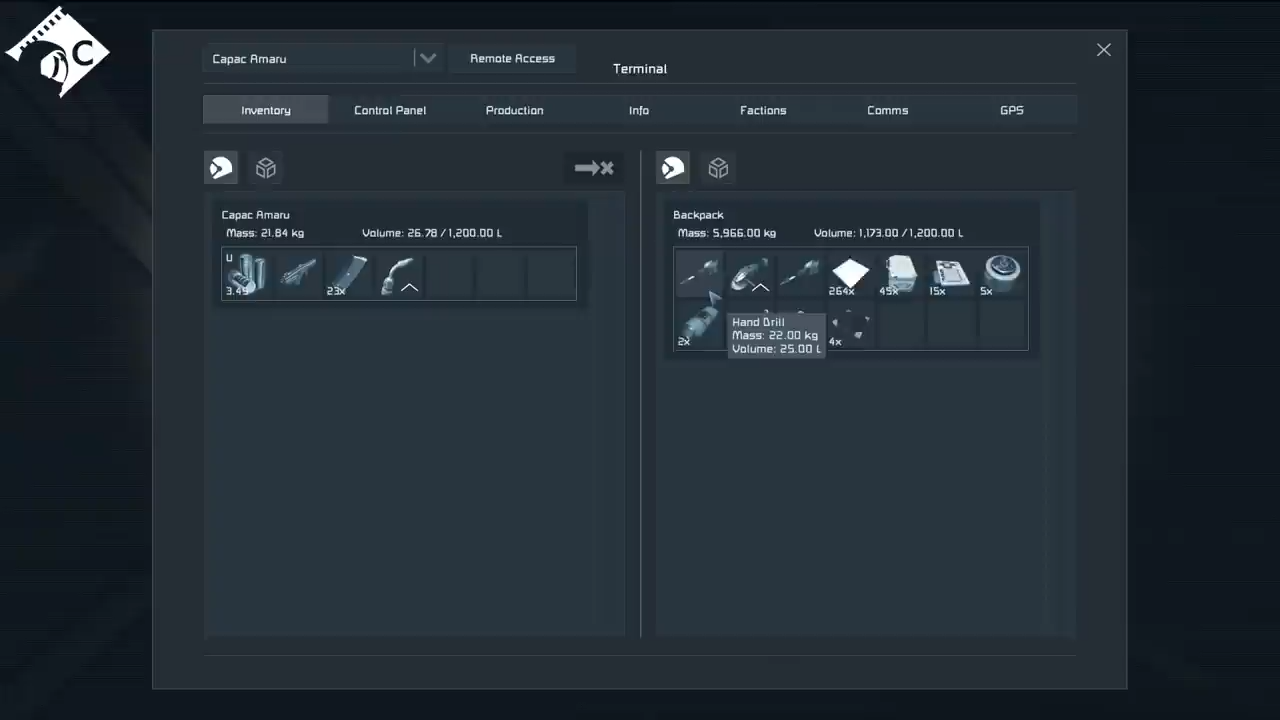 C
Capac Amaru
Remote Access
Terminal
Inventory
Control Panel
Production
Info
Factions
Comms
GPS
Capac Amaru
Mass: 21.84 kg Volume: 26.78 / 1,200.00 L
U
3.49
23x
Backpack
Mass: 5,966.00 kg Volume: 1,173.00 / 1,200.00 L
264x
45x
15x
5x
2x
4x
Hand Drill
Mass: 22.00 kg
Volume: 25.00 L